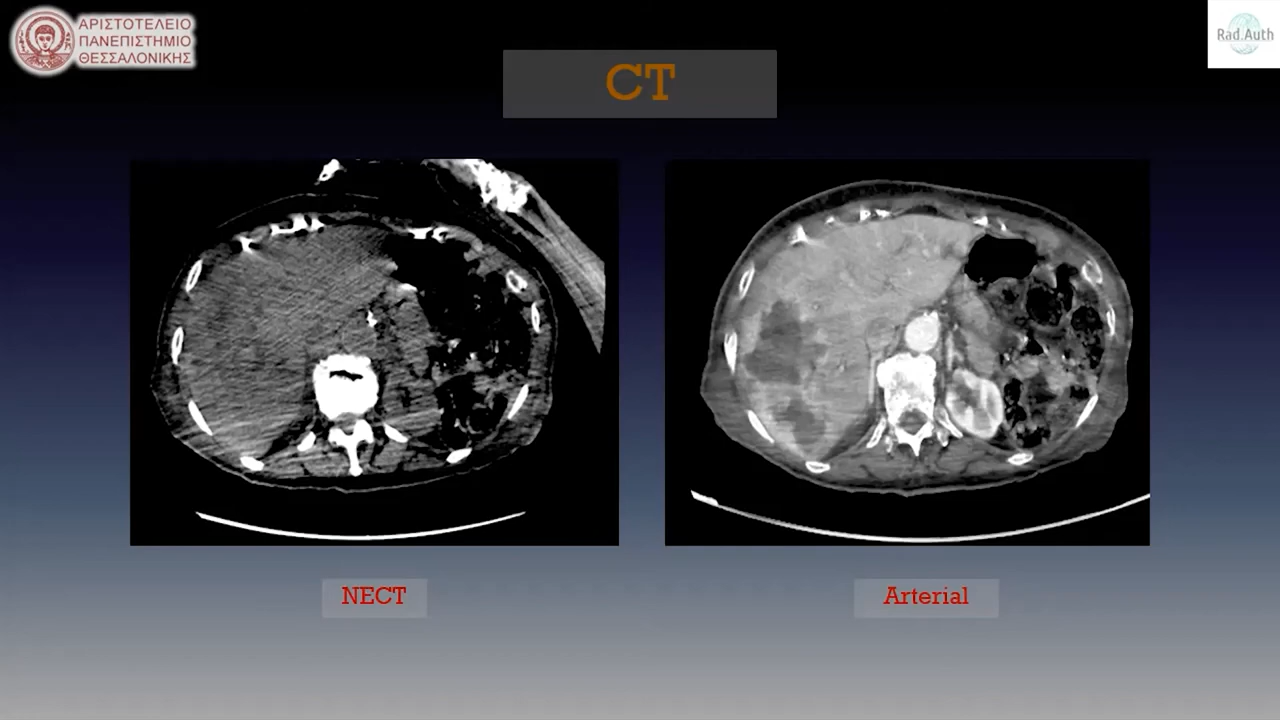 ΑΡΙΣΤΟΤΕΛΕΙΟ
ΠΑΝΕΠΙΣΤΗΜΙΟ
ΘΕΣΣΑΛΟΝΙΚΗΣ
Rad.Auth
CT
NECT
Arterial